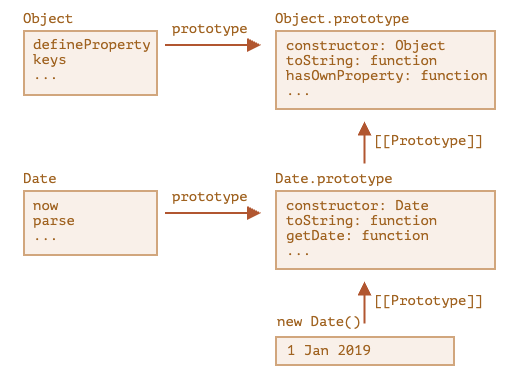 Object
prototype
Object.prototype
defineProperty
keys
...
constructor: Object
toString: function
hasOwnProperty: function
...
[[Prototype]]
Date
prototype
Date.prototype
now
parse
...
constructor: Date
toString: function
getDate: function
...
[[Prototype]]
new Date()
1 Jan 2019